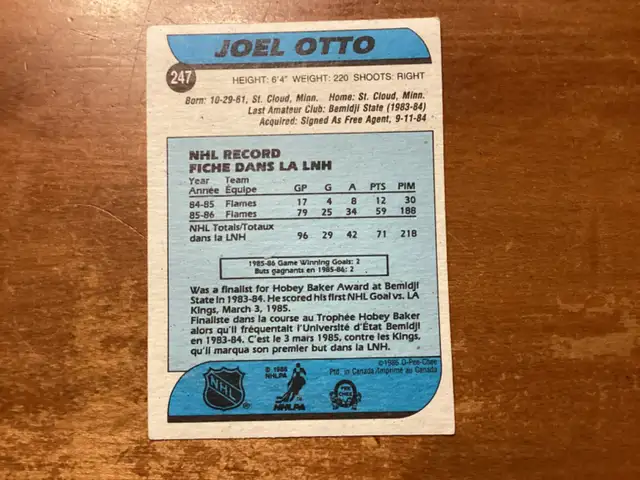 JOEL OTTO
247
HEIGHT: 6'4" WEIGHT: 220 SHOOTS: RIGHT
Born: 10-29-61, St. Cloud, Minn. Home: St. Cloud, Minn.
Last Amateur Club: Bemidji State (1983-84)
Acquired: Signed As Free Agent, 9-11-84
NHL RECORD
FICHE DANS LA LNH
Year Team
Année Équipe GP G A PTS PIM
84-85 Flames 17 4 8 12 30
85-86 Flames 79 25 34 59 188
NHL Totals/Totaux
dans la LNH 96 29 42 71 218
1985-86 Game Winning Goals: 2
Buts gagnants en 1985-86: 2
Was a finalist for Hobey Baker Award at Bemidji
State in 1983-84. He scored his first NHL Goal vs. LA
Kings, March 3, 1985.
Finaliste dans la course au Trophée Hobey Baker
alors qu'il fréquentait l'Université d'État Bemidji
en 1983-84. C'est le 3 mars 1985, contre les Kings,
qu'il marqua son premier but dans la LNH.
©1986 O-Pee-Chee
Ptd. in Canada/Imprimé au Canada
NHL
© 1986
NHLPA
NHLPA
TM
O
PEE
CHEE